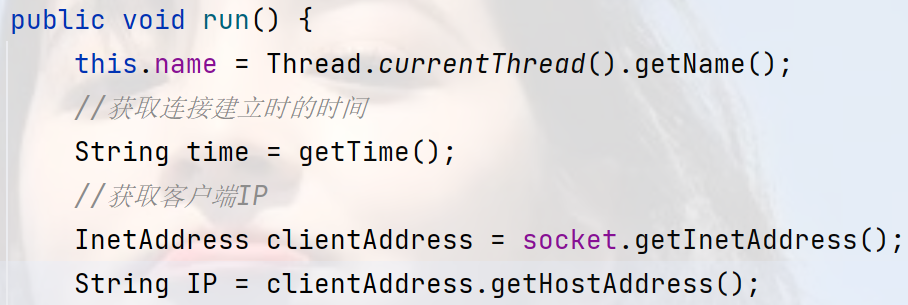 public void run() {
this.name = Thread.currentThread().getName();
//获取连接建立时的时间
String time = getTime();
//获取客户端IP
InetAddress clientAddress = socket.getInetAddress();
String IP = clientAddress.getHostAddress();